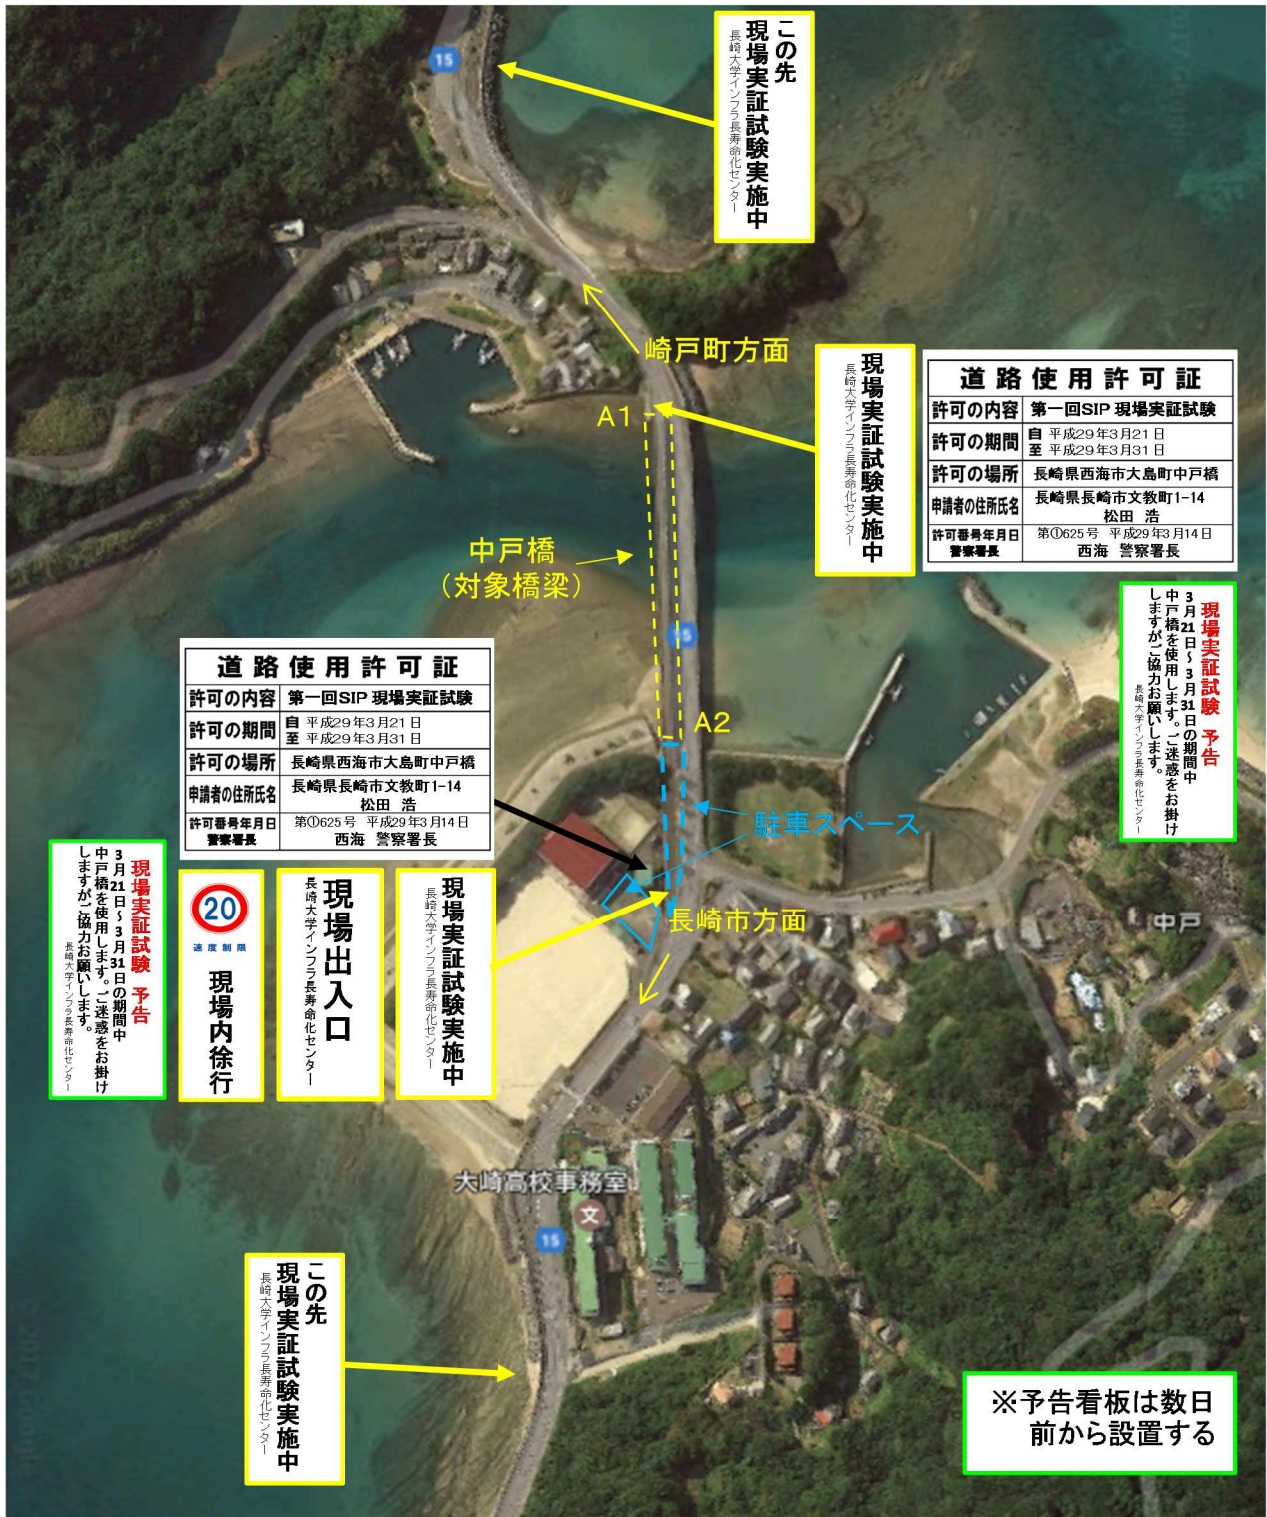 15
この先
現場実証試験実施中
長崎大学インフラ長寿命化センター
崎戸町方面
現場実証試験実施中
長崎大学インフラ長寿命化センター
道路使用許可証
許可の内容 第一回SIP 現場実証試験
許可の期間 自 平成29年3月21日
至 平成29年3月31日
許可の場所 長崎県西海市大島町中戸橋
申請者の住所氏名 長崎県長崎市文教町1-14
松田 浩
許可番号年月日 第①625号 平成29年3月14日
警察署長 西海 警察署長
A1
中戸橋
（対象橋梁）
15
A2
現場実証試験 予告
3月21日～3月31日の期間中
中戸橋を使用します。ご迷惑をお掛け
しますがご協力お願いします。
長崎大学インフラ長寿命化センター
道路使用許可証
許可の内容 第一回SIP 現場実証試験
許可の期間 自 平成29年3月21日
至 平成29年3月31日
許可の場所 長崎県西海市大島町中戸橋
申請者の住所氏名 長崎県長崎市文教町1-14
松田 浩
許可番号年月日 第①625号 平成29年3月14日
警察署長 西海 警察署長
駐車スペース
長崎市方面
中戸
現場実証試験 予告
3月21日～3月31日の期間中
中戸橋を使用します。ご迷惑をお掛け
しますがご協力お願いします。
長崎大学インフラ長寿命化センター
20
速度制限
現場内徐行
現場出入口
長崎大学インフラ長寿命化センター
現場実証試験実施中
長崎大学インフラ長寿命化センター
大崎高校事務室
文
15
この先
現場実証試験実施中
長崎大学インフラ長寿命化センター
※予告看板は数日
前から設置する